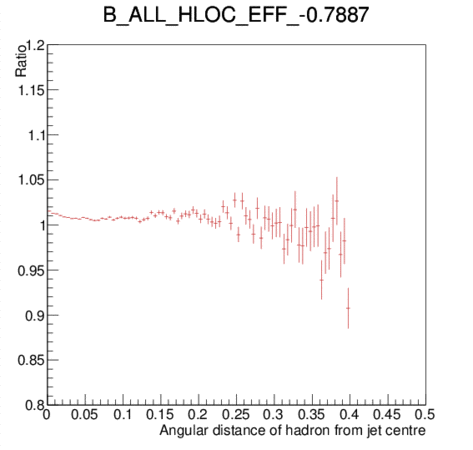 B_ALL_HLOC_EFF_-0.7887
Ratio
1.2
1.15
1.1
1.05
1
0.95
0.9
0.85
0.8
0 0.05 0.1 0.15 0.2 0.25 0.3 0.35 0.4 0.45 0.5
Angular distance of hadron from jet centre